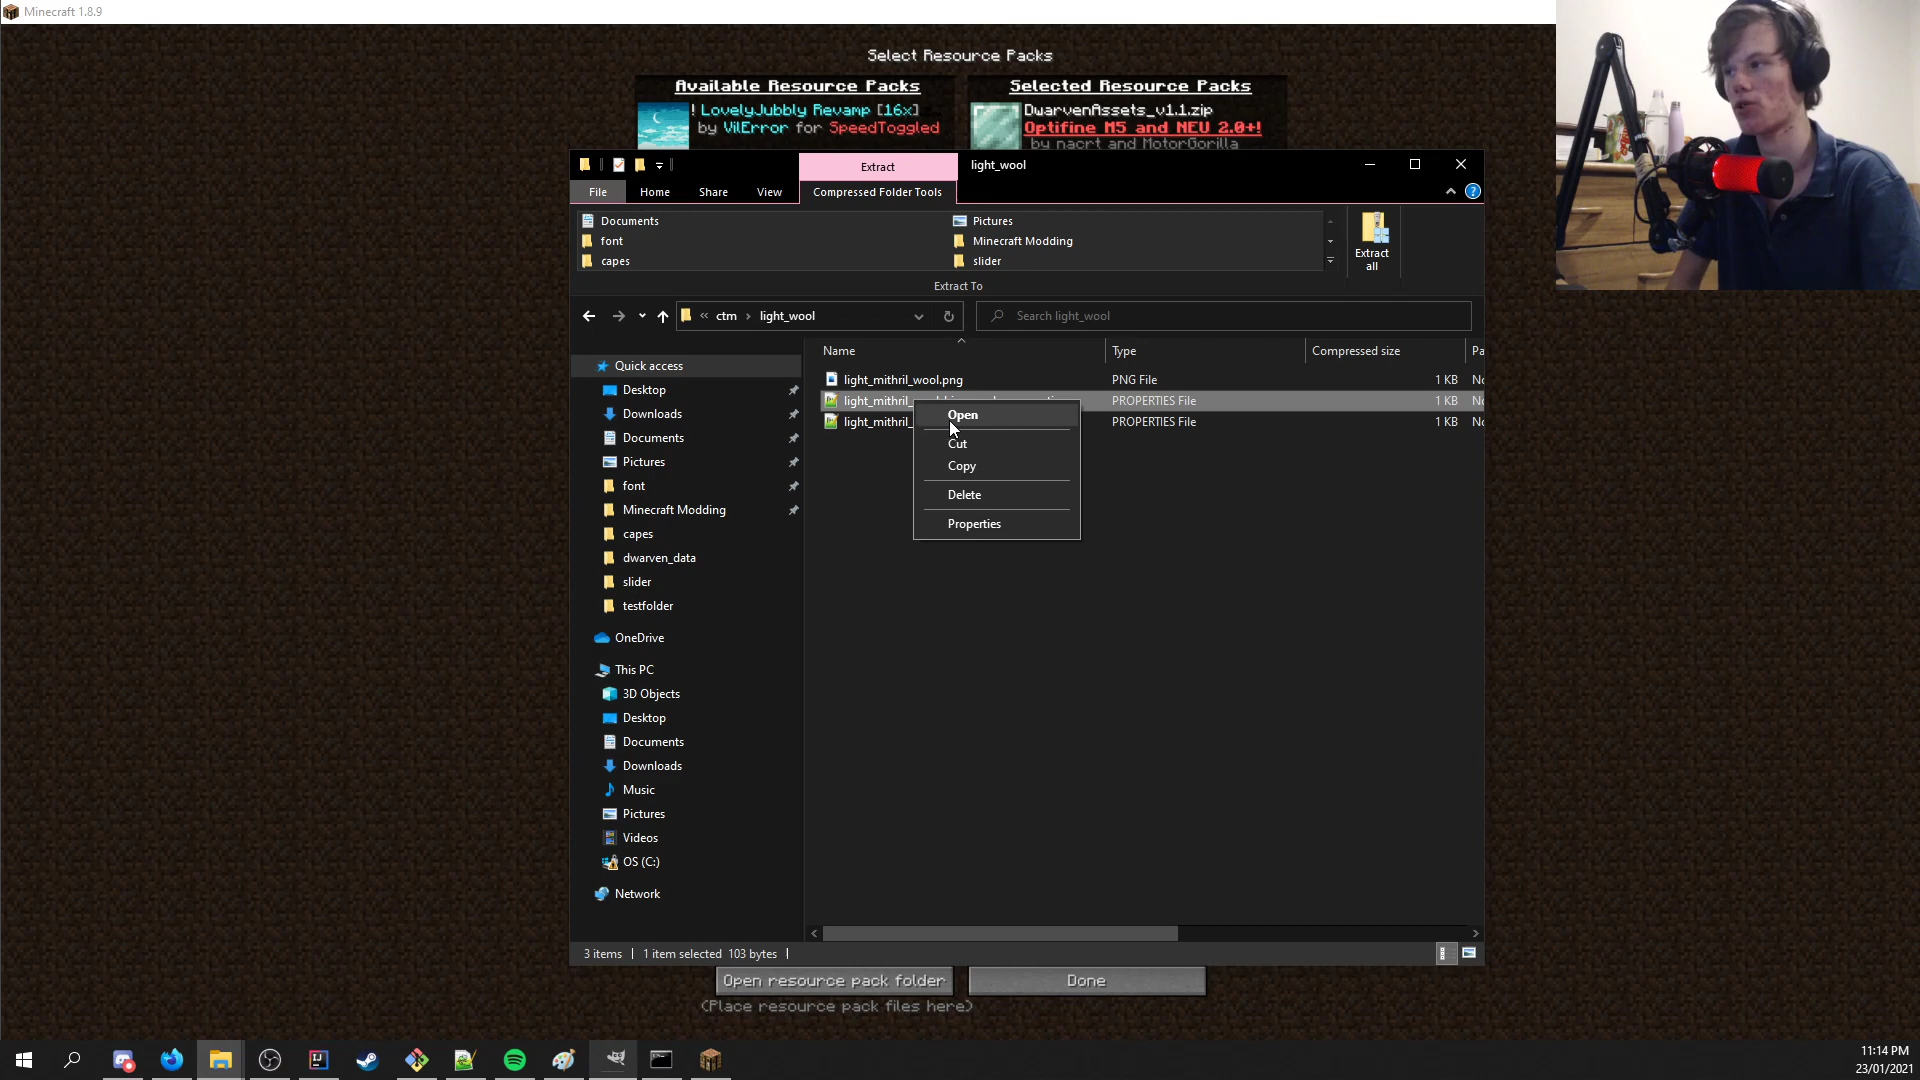 Minecraft 1.8.9
Select Resource Packs
Available Resource Packs
Selected Resource Packs
! LovelyJubbly Revamp [16x]
by VilError for SpeedToggled
DwarvenAssets_v1.1.zip
Optifine M5 and NEU 2.0+!
by nacrt and MotorGorilla
Extract
light_wool
File
Home
Share
View
Compressed Folder Tools
Documents
Pictures
font
Minecraft Modding
capes
slider
Extract
all
Extract To
ctm
light_wool
Search light_wool
Name
Type
Compressed size
Pa
light_mithril_wool.png
PNG File
1 KB
No
light_mithril_
PROPERTIES File
1 KB
No
light_mithril_
PROPERTIES File
1 KB
No
Open
Cut
Copy
Delete
Properties
Quick access
Desktop
Downloads
Documents
Pictures
font
Minecraft Modding
capes
dwarven_data
slider
testfolder
OneDrive
This PC
3D Objects
Desktop
Documents
Downloads
Music
Pictures
Videos
OS (C:)
Network
3 items
1 item selected 103 bytes
Open resource pack folder
Done
(Place resource pack files here)
11:14 PM
23/01/2021